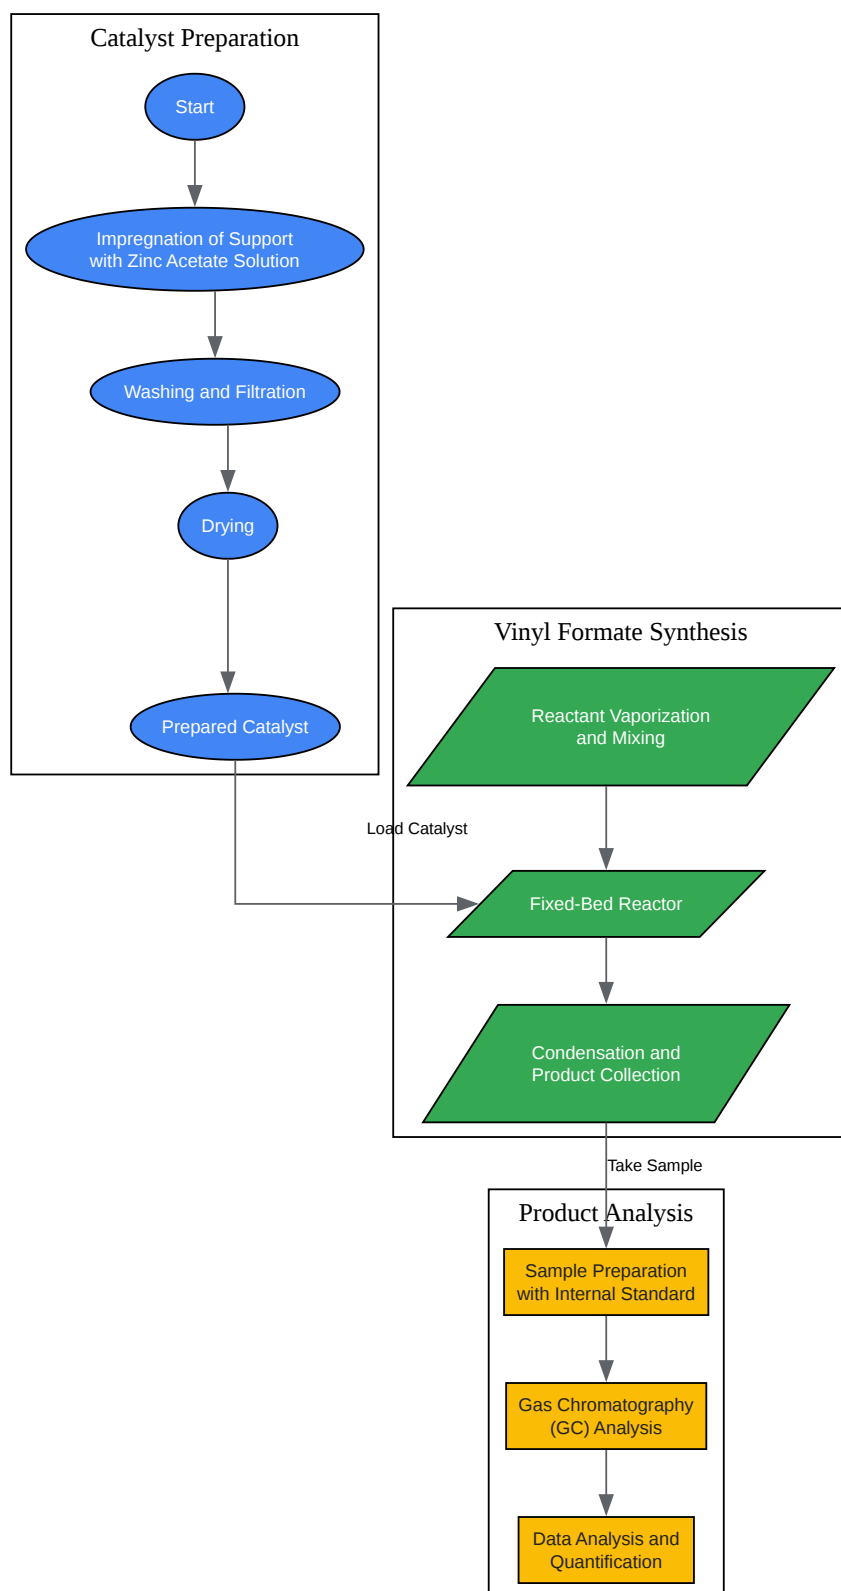 Catalyst Preparation
Start
Impregnation of Support
with Zinc Acetate Solution
Washing and Filtration
Drying
Prepared Catalyst
Load Catalyst
Vinyl Formate Synthesis
Reactant Vaporization
and Mixing
Fixed-Bed Reactor
Condensation and
Product Collection
Take Sample
Product Analysis
Sample Preparation
with Internal Standard
Gas Chromatography
(GC) Analysis
Data Analysis and
Quantification